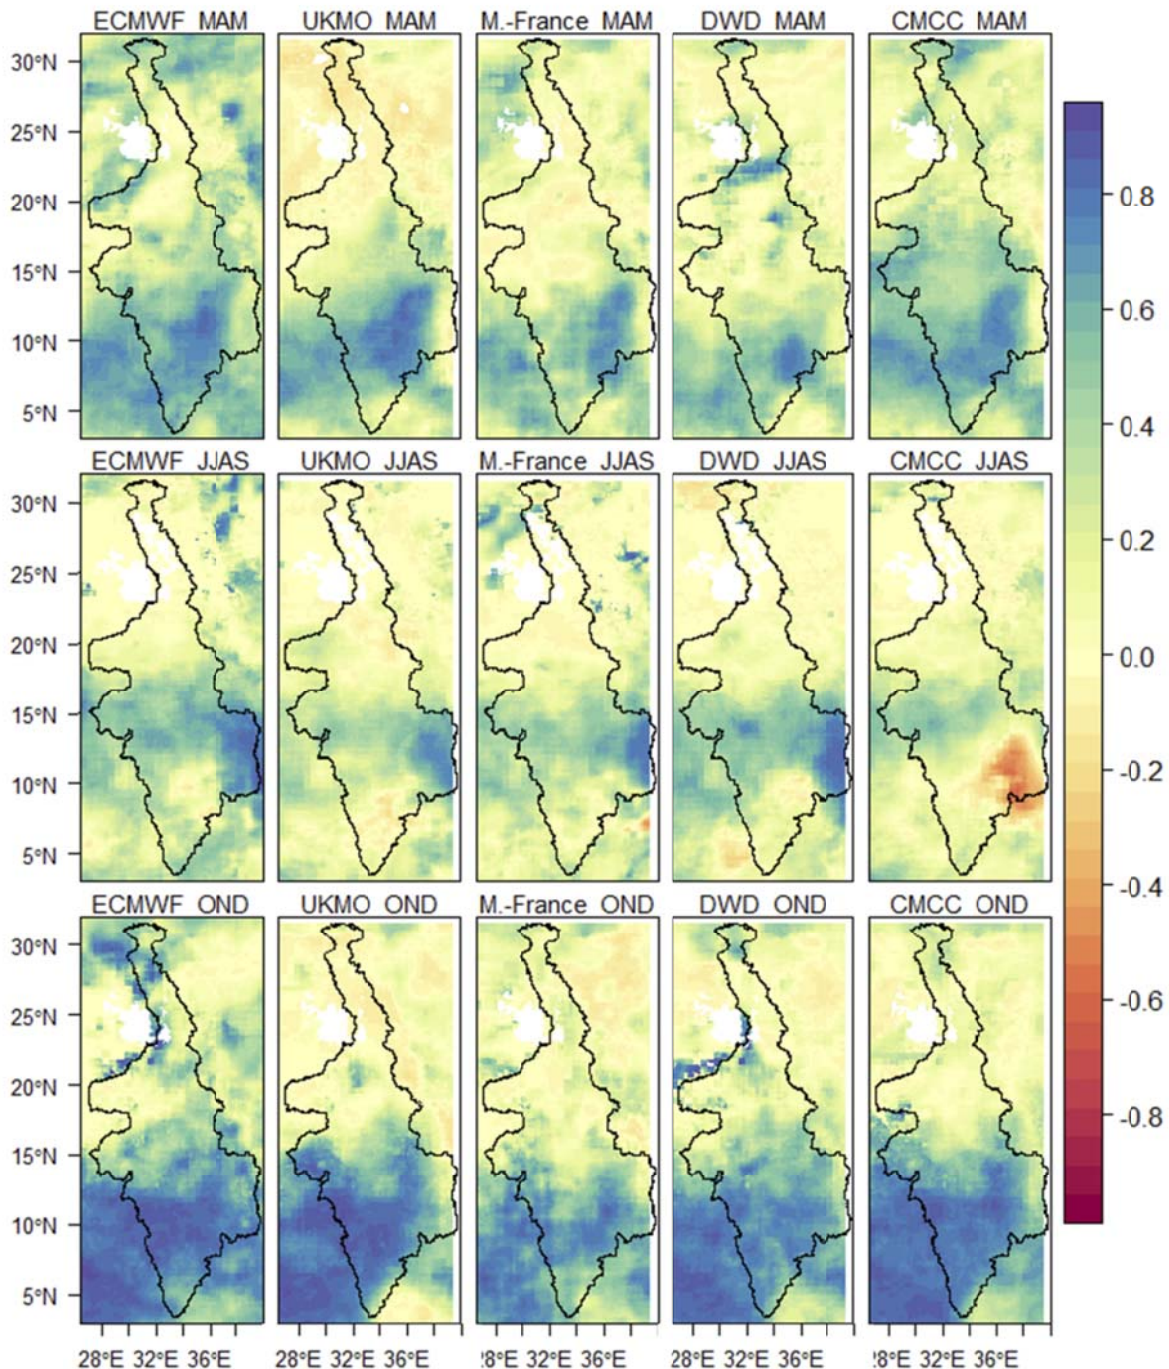 ECMWF MAM UKMO MAM M.-France MAM DWD MAM CMCC MAM
30°N
25°N
20°N
15°N
10°N
5°N
ECMWF JJAS UKMO JJAS M.-France JJAS DWD JJAS CMCC JJAS
30°N
25°N
20°N
15°N
10°N
5°N
ECMWF OND UKMO OND M.-France OND DWD OND CMCC OND
30°N
25°N
20°N
15°N
10°N
5°N
28°E 32°E 36°E 28°E 32°E 36°E 8°E 32°E 36°E 28°E 32°E 36°E 8°E 32°E 36°E
0.8
0.6
0.4
0.2
0.0
-0.2
-0.4
-0.6
-0.8